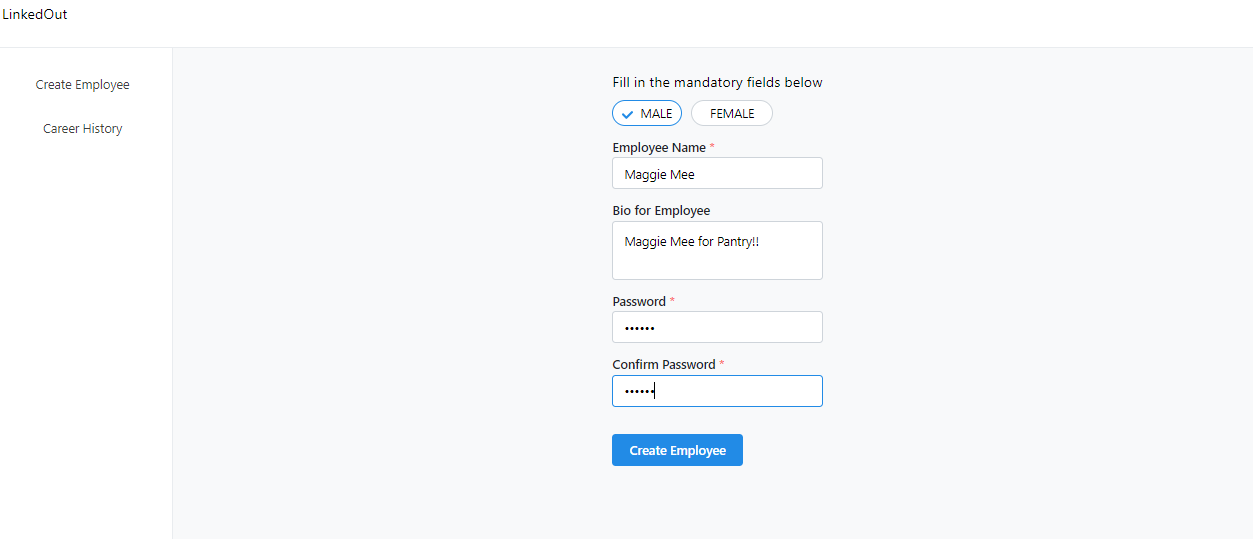 LinkedOut
Create Employee
Career History
Fill in the mandatory fields below
MALE FEMALE
Employee Name *
Maggie Mee
Bio for Employee
Maggie Mee for Pantry!!
Password *
••••••
Confirm Password *
••••••
Create Employee